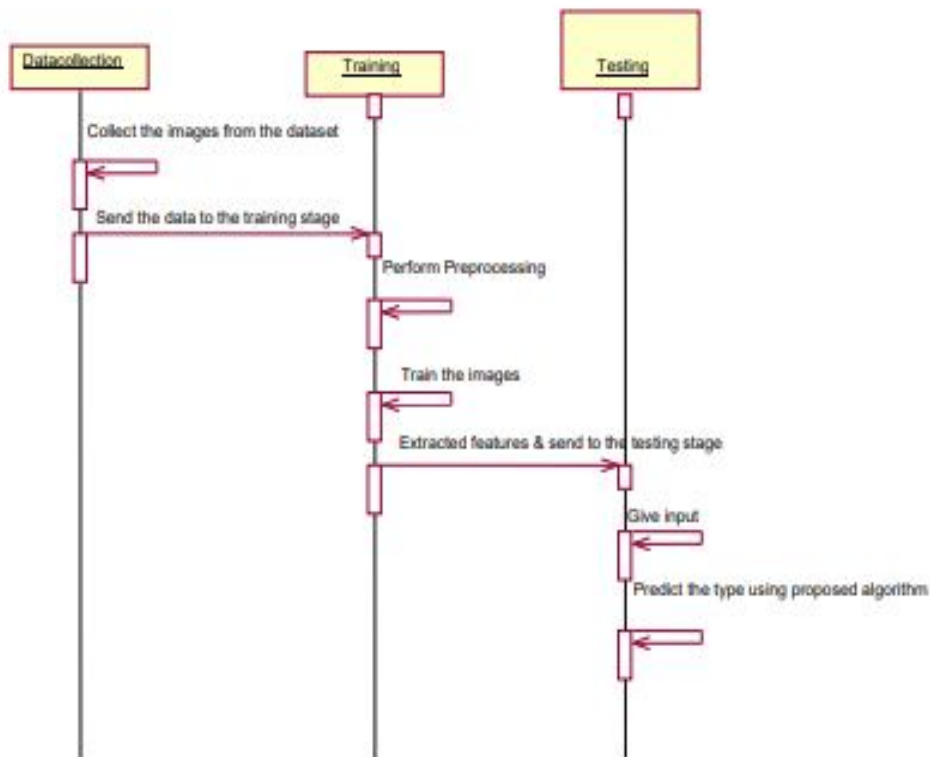 Datacollection
Training
Testing
Collect the images from the dataset
Send the data to the training stage
Perform Preprocessing
Train the images
Extracted features & send to the testing stage
Give input
Predict the type using proposed algorithm